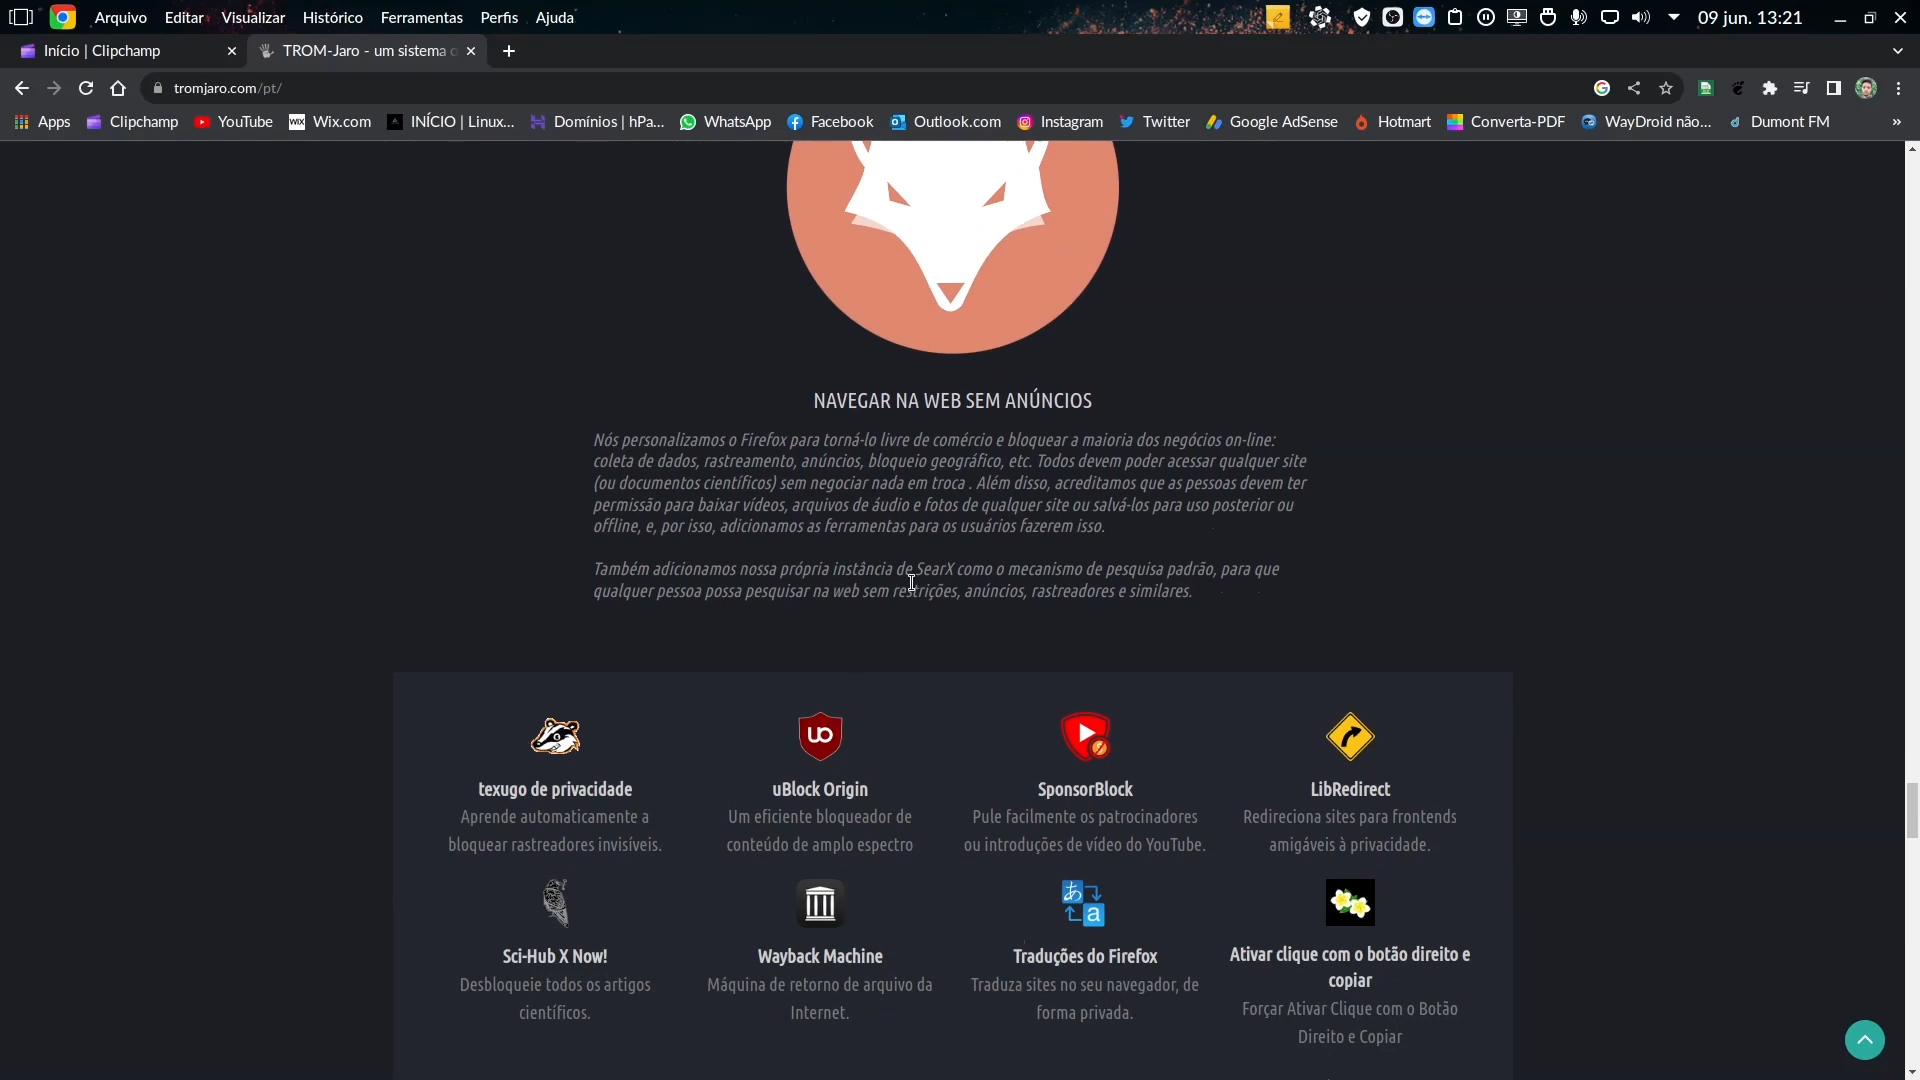 Arquivo Editar Visualizar Histórico Ferramentas Perfis Ajuda 09 jun. 13:21
Início | Clipchamp TROM-Jaro - um sistema
tromjaro.com/pt/
Apps Clipchamp YouTube WIX Wix.com INÍCIO | Linux... Domínios | hPa... WhatsApp Facebook Outlook.com Instagram Twitter Google AdSense Hotmart Converta-PDF WayDroid não... Dumont FM »
NAVEGAR NA WEB SEM ANÚNCIOS
Nós personalizamos o Firefox para torná-lo livre de comércio e bloquear a maioria dos negócios on-line:
coleta de dados, rastreamento, anúncios, bloqueio geográfico, etc. Todos devem poder acessar qualquer site
(ou documentos científicos) sem negociar nada em troca . Além disso, acreditamos que as pessoas devem ter
permissão para baixar vídeos, arquivos de áudio e fotos de qualquer site ou salvá-los para uso posterior ou
offline, e, por isso, adicionamos as ferramentas para os usuários fazerem isso.
Também adicionamos nossa própria instância de SearX como o mecanismo de pesquisa padrão, para que
qualquer pessoa possa pesquisar na web sem restrições, anúncios, rastreadores e similares.
texugo de privacidade
Aprende automaticamente a
bloquear rastreadores invisíveis.
uBlock Origin
Um eficiente bloqueador de
conteúdo de amplo espectro
SponsorBlock
Pule facilmente os patrocinadores
ou introduções de vídeo do YouTube.
LibRedirect
Redireciona sites para frontends
amigáveis à privacidade.
Sci-Hub X Now!
Desbloqueie todos os artigos
científicos.
Wayback Machine
Máquina de retorno de arquivo da
Internet.
あ a
Traduções do Firefox
Traduza sites no seu navegador, de
forma privada.
Ativar clique com o botão direito e
copiar
Forçar Ativar Clique com o Botão
Direito e Copiar